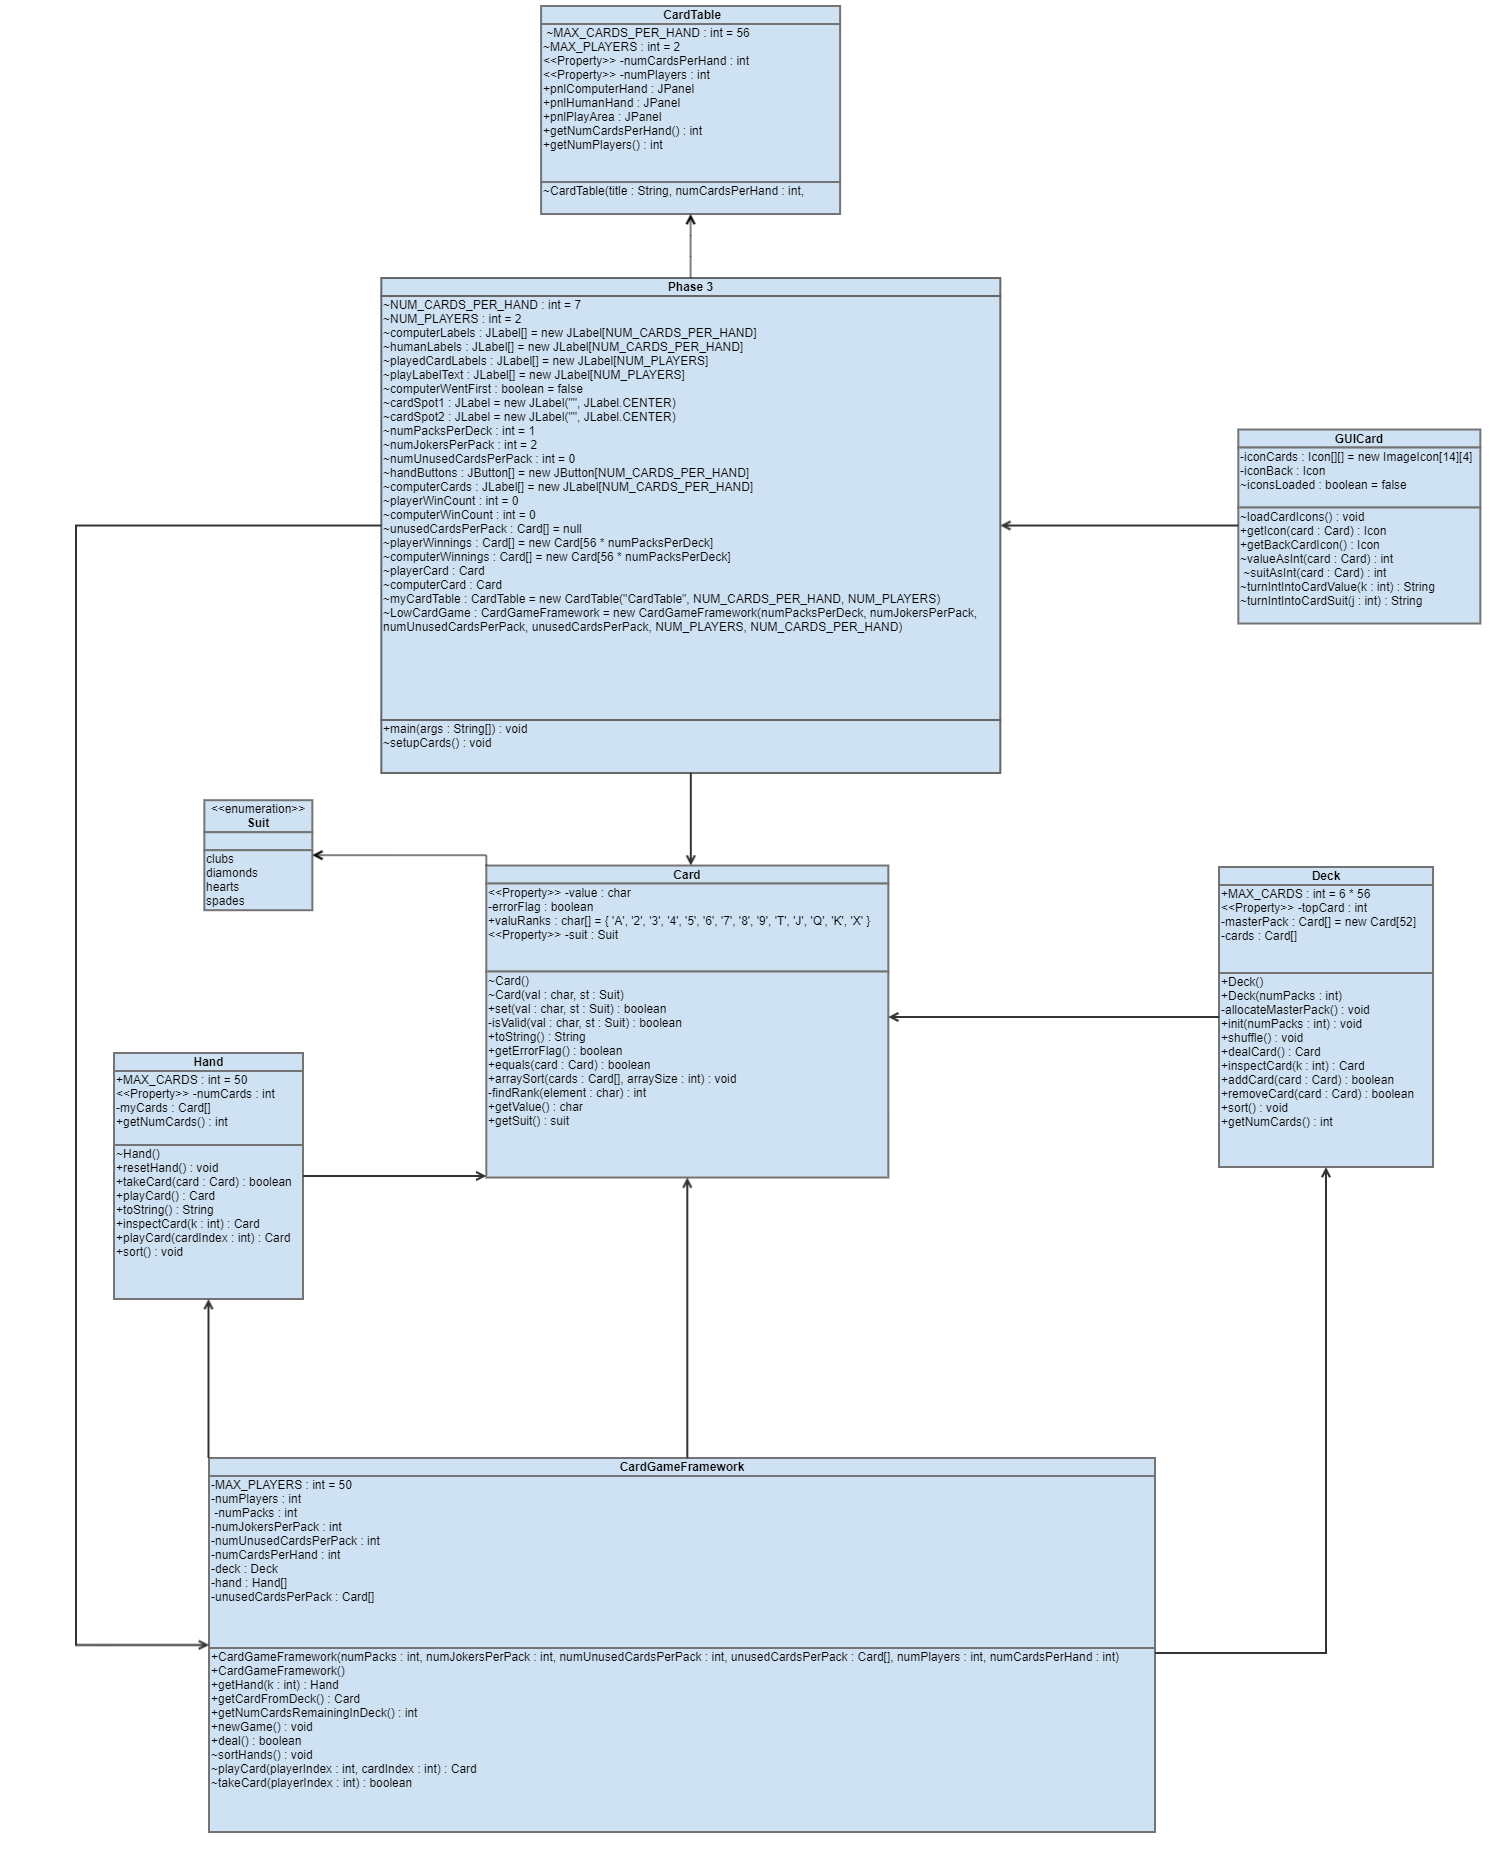 CardTable
~MAX_CARDS_PER_HAND : int = 56
~MAX_PLAYERS : int = 2
<<Property>> -numCardsPerHand : int
<<Property>> -numPlayers : int
+pnlComputerHand : JPanel
+pnlHumanHand : JPanel
+pnlPlayArea : JPanel
+getNumCardsPerHand() : int
+getNumPlayers() : int
~CardTable(title : String, numCardsPerHand : int,
Phase 3
~NUM_CARDS_PER_HAND : int = 7
~NUM_PLAYERS : int = 2
~computerLabels : JLabel[] = new JLabel[NUM_CARDS_PER_HAND]
~humanLabels : JLabel[] = new JLabel[NUM_CARDS_PER_HAND]
~playedCardLabels : JLabel[] = new JLabel[NUM_PLAYERS]
~playLabelText : JLabel[] = new JLabel[NUM_PLAYERS]
~computerWentFirst : boolean = false
~cardSpot1 : JLabel = new JLabel("", JLabel.CENTER)
~cardSpot2 : JLabel = new JLabel("", JLabel.CENTER)
~numPacksPerDeck : int = 1
~numJokersPerPack : int = 2
~numUnusedCardsPerPack : int = 0
~handButtons : JButton[] = new JButton[NUM_CARDS_PER_HAND]
~computerCards : JLabel[] = new JLabel[NUM_CARDS_PER_HAND]
~playerWinCount : int = 0
~computerWinCount : int = 0
~unusedCardsPerPack : Card[] = null
~playerWinnings : Card[] = new Card[56 * numPacksPerDeck]
~computerWinnings : Card[] = new Card[56 * numPacksPerDeck]
~playerCard : Card
~computerCard : Card
~myCardTable : CardTable = new CardTable("CardTable", NUM_CARDS_PER_HAND, NUM_PLAYERS)
~LowCardGame : CardGameFramework = new CardGameFramework(numPacksPerDeck, numJokersPerPack,
numUnusedCardsPerPack, unusedCardsPerPack, NUM_PLAYERS, NUM_CARDS_PER_HAND)
+main(args : String[]) : void
~setupCards() : void
GUICard
-iconCards : Icon[][] = new ImageIcon[14][4]
-iconBack : Icon
~iconsLoaded : boolean = false
~loadCardIcons() : void
+getIcon(card : Card) : Icon
+getBackCardIcon() : Icon
~valueAsInt(card : Card) : int
~suitAsInt(card : Card) : int
~turnIntIntoCardValue(k : int) : String
~turnIntIntoCardSuit(j : int) : String
<<enumeration>>
Suit
clubs
diamonds
hearts
spades
Card
<<Property>> -value : char
-errorFlag : boolean
+valuRanks : char[] = { 'A', '2', '3', '4', '5', '6', '7', '8', '9', 'T', 'J', 'Q', 'K', 'X' }
<<Property>> -suit : Suit
~Card()
~Card(val : char, st : Suit)
+set(val : char, st : Suit) : boolean
-isValid(val : char, st : Suit) : boolean
+toString() : String
+getErrorFlag() : boolean
+equals(card : Card) : boolean
+arraySort(cards : Card[], arraySize : int) : void
-findRank(element : char) : int
+getValue() : char
+getSuit() : suit
Deck
+MAX_CARDS : int = 6 * 56
<<Property>> -topCard : int
-masterPack : Card[] = new Card[52]
-cards : Card[]
+Deck()
+Deck(numPacks : int)
-allocateMasterPack() : void
+init(numPacks : int) : void
+shuffle() : void
+dealCard() : Card
+inspectCard(k : int) : Card
+addCard(card : Card) : boolean
+removeCard(card : Card) : boolean
+sort() : void
+getNumCards() : int
Hand
+MAX_CARDS : int = 50
<<Property>> -numCards : int
-myCards : Card[]
+getNumCards() : int
~Hand()
+resetHand() : void
+takeCard(card : Card) : boolean
+playCard() : Card
+toString() : String
+inspectCard(k : int) : Card
+playCard(cardIndex : int) : Card
+sort() : void
CardGameFramework
-MAX_PLAYERS : int = 50
-numPlayers : int
-numPacks : int
-numJokersPerPack : int
-numUnusedCardsPerPack : int
-numCardsPerHand : int
-deck : Deck
-hand : Hand[]
-unusedCardsPerPack : Card[]
+CardGameFramework(numPacks : int, numJokersPerPack : int, numUnusedCardsPerPack : int, unusedCardsPerPack : Card[], numPlayers : int, numCardsPerHand : int)
+CardGameFramework()
+getHand(k : int) : Hand
+getCardFromDeck() : Card
+getNumCardsRemainingInDeck() : int
+newGame() : void
+deal() : boolean
~sortHands() : void
~playCard(playerIndex : int, cardIndex : int) : Card
~takeCard(playerIndex : int) : boolean